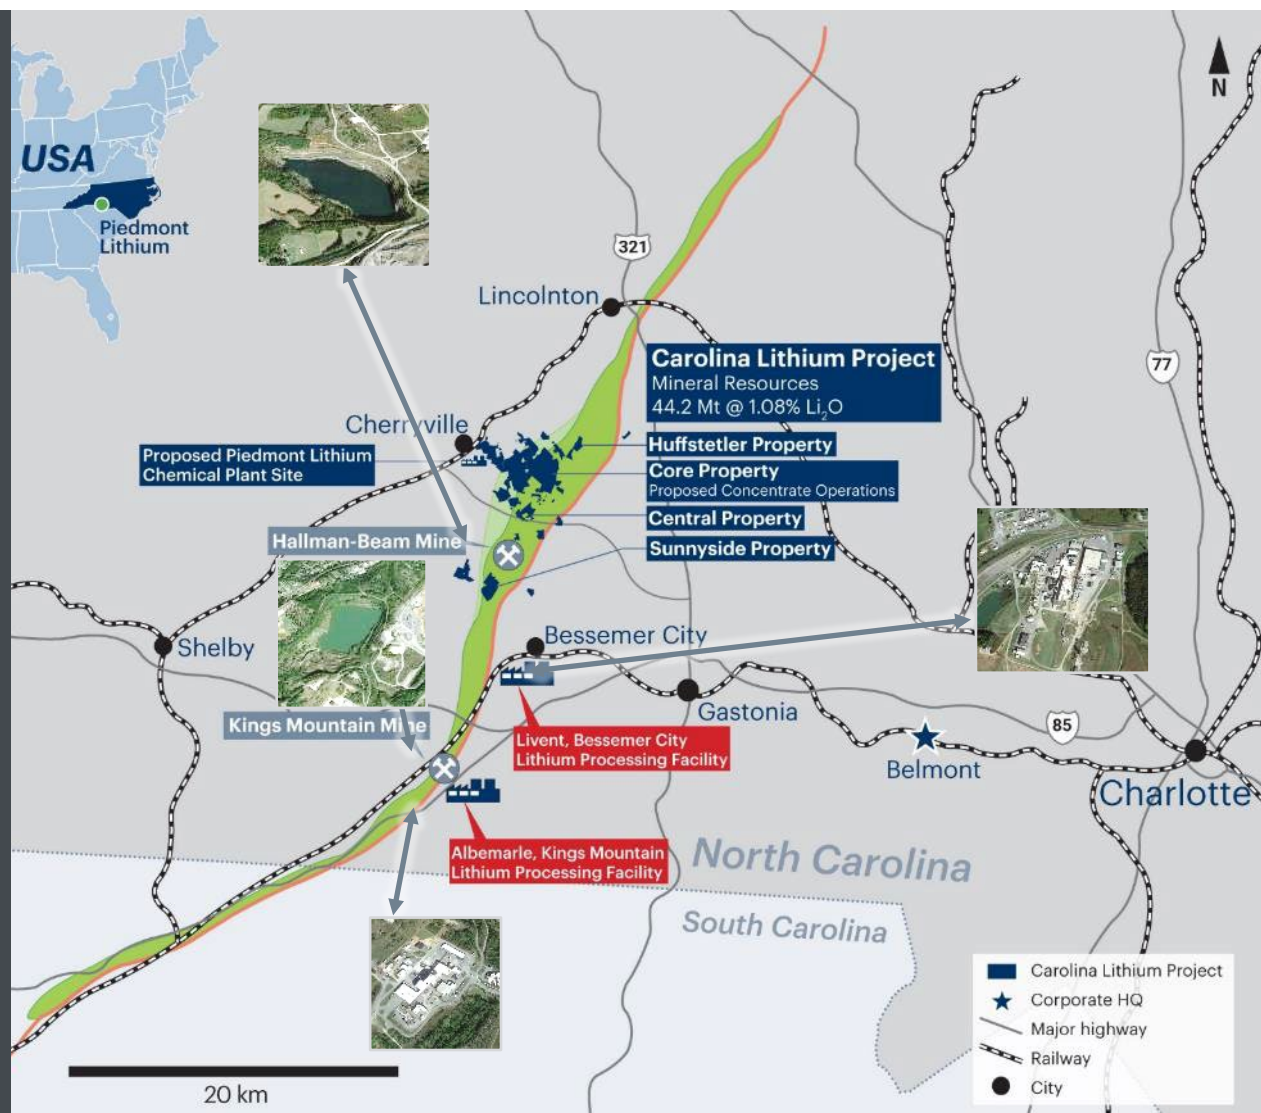 USA
Piedmont
Lithium
N
321
77
Lincolnton
Carolina Lithium Project
Mineral Resources
44.2 Mt @ 1.08% Li₂O
Cherryville
Huffstetler Property
Proposed Piedmont Lithium
Chemical Plant Site
Core Property
Proposed Concentrate Operations
Central Property
Hallman-Beam Mine
Sunnyside Property
Bessemer City
Shelby
Gastonia
Kings Mountain Mine
85
Livent, Bessemer City
Lithium Processing Facility
Belmont
Charlotte
Albemarle, Kings Mountain
Lithium Processing Facility
North Carolina
South Carolina
Carolina Lithium Project
Corporate HQ
Major highway
Railway
City
20 km